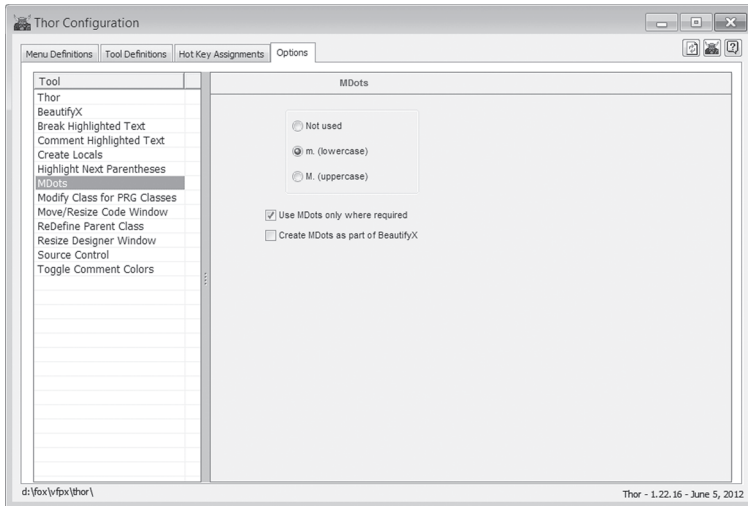 Thor Configuration
Menu Definitions Tool Definitions Hot Key Assignments Options
Tool
Thor
BeautifyX
Break Highlighted Text
Comment Highlighted Text
Create Locals
Highlight Next Parentheses
MDots
Modify Class for PRG Classes
Move/Resize Code Window
ReDefine Parent Class
Resize Designer Window
Source Control
Toggle Comment Colors
MDots
Not used
m. (lowercase)
M. (uppercase)
Use MDots only where required
Create MDots as part of BeautifyX
d:\fox\vfpx\thor\
Thor - 1.22.16 - June 5, 2012